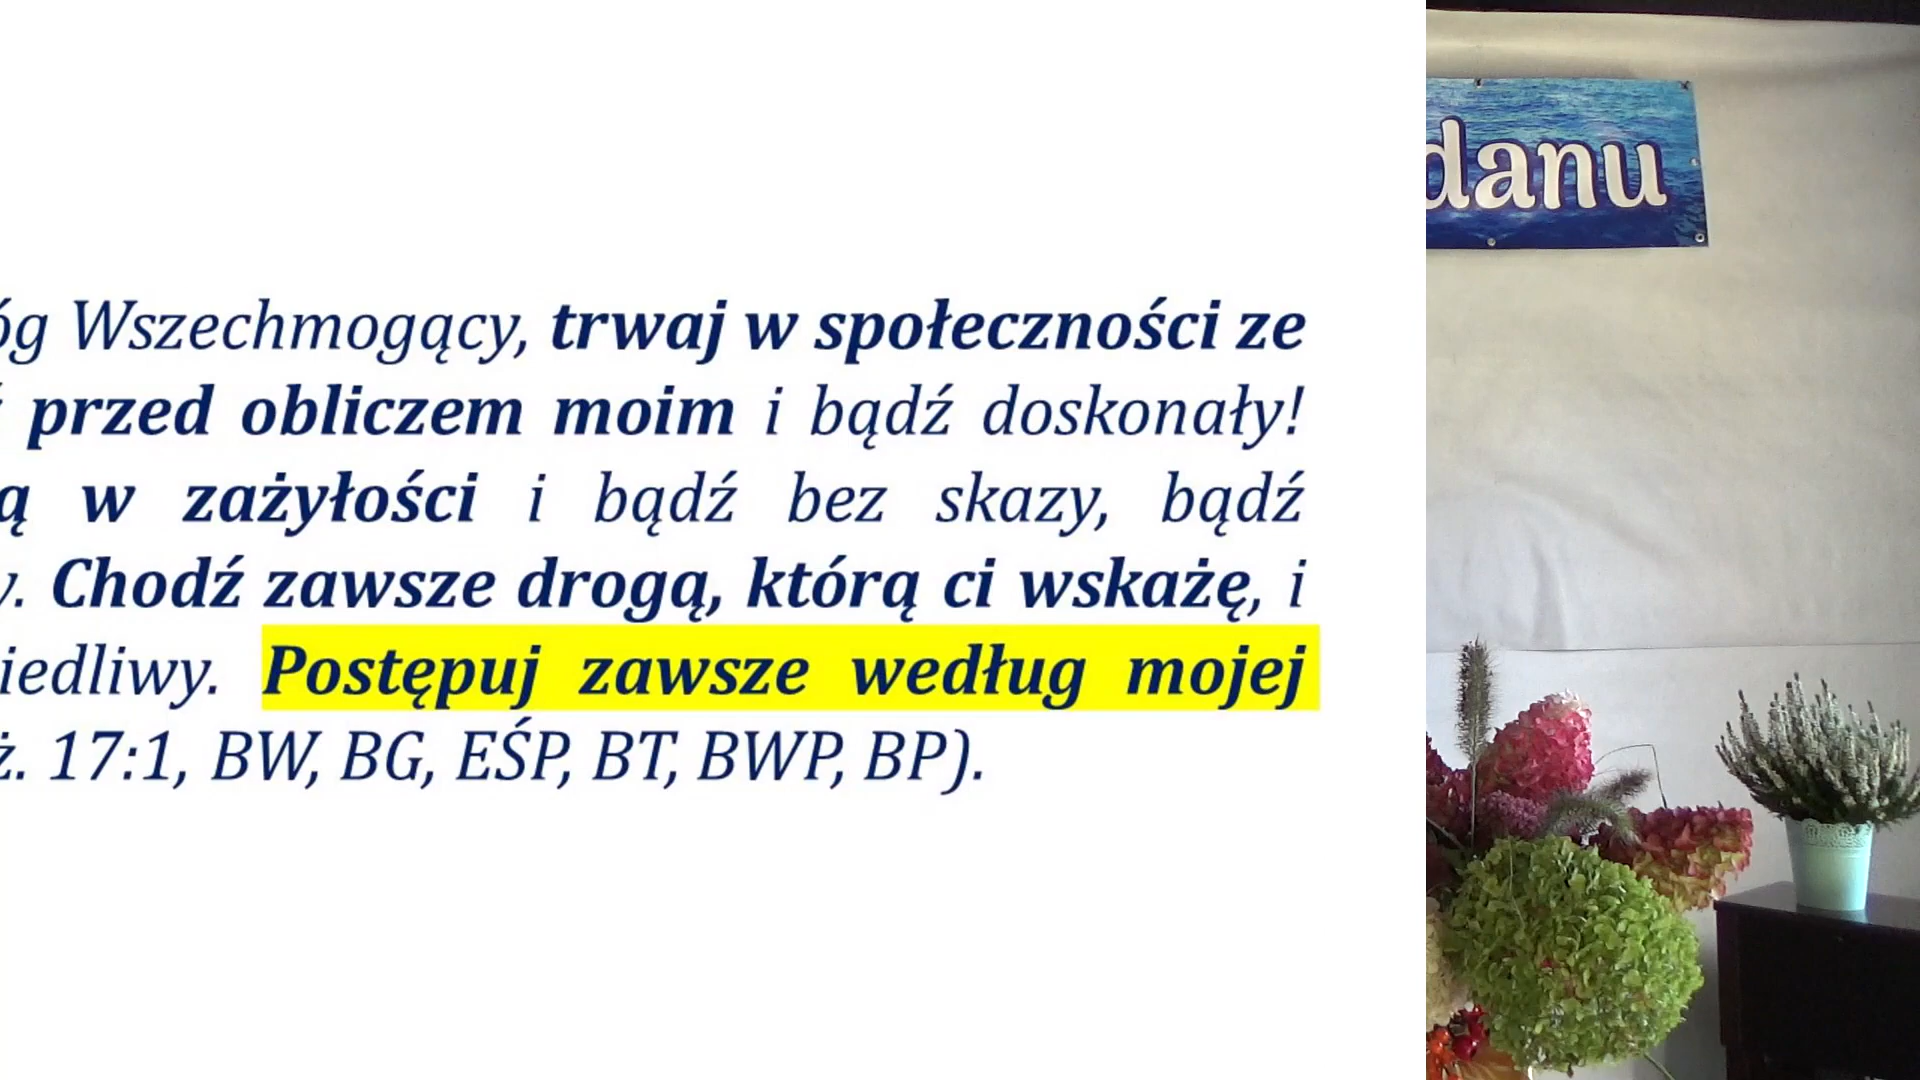 Wszechmogący, trwaj w społeczności ze
przed obliczem moim i bądź doskonały!
w zażyłości i bądź bez skazy, bądź
Chodź zawsze drogą, którą ci wskażę, i
iedliwy. Postępuj zawsze według mojej
ż. 17:1, BW, BG, EŚP, BT, BWP, BP).
danu